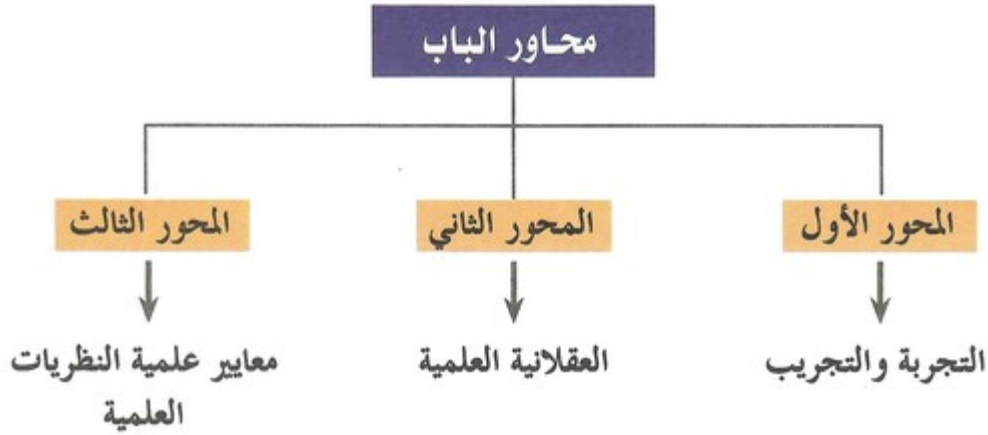 محاور الباب
المحور الأول
المحور الثاني
المحور الثالث
التجربة والتجريب
العقلانية العلمية
معايير علمية النظريات
العلمية